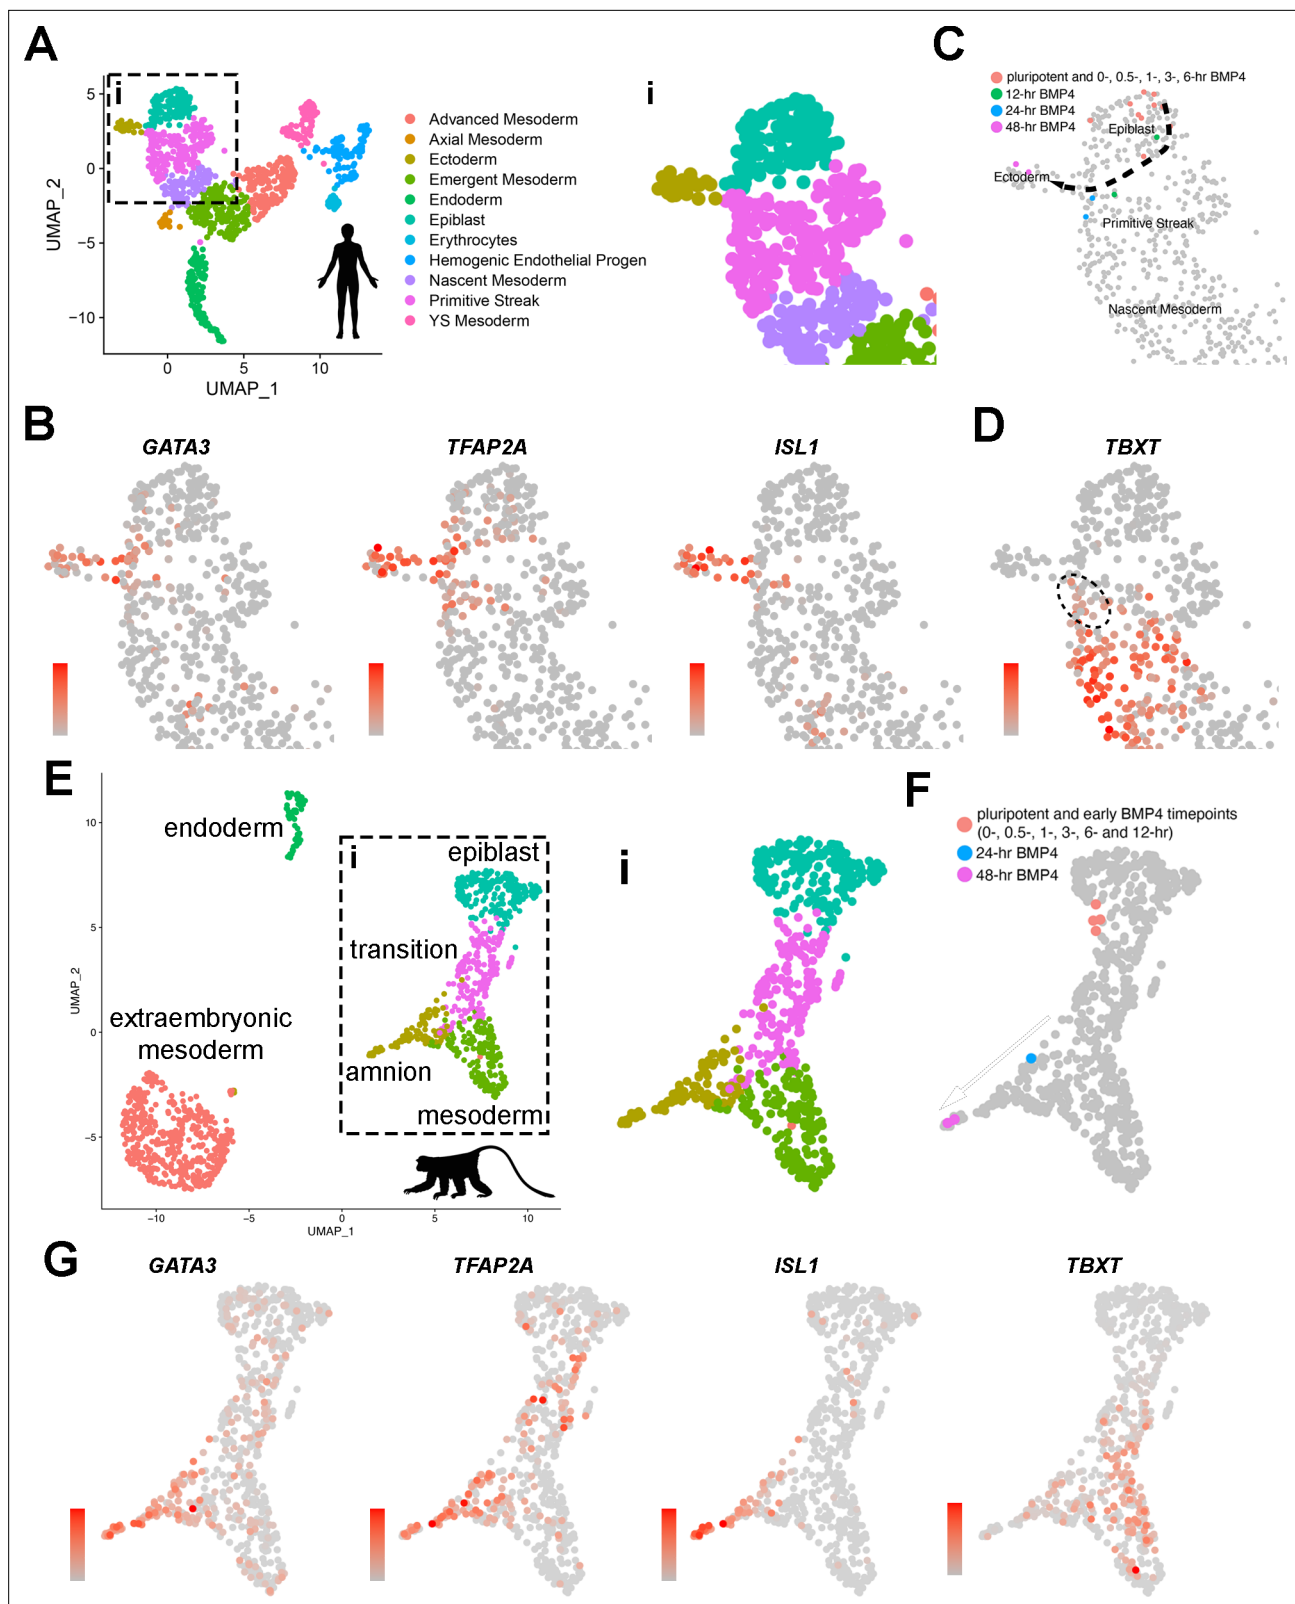 A
i
5
0
−5
−10
0
5
10
UMAP_2
UMAP_1
Advanced Mesoderm
Axial Mesoderm
Ectoderm
Emergent Mesoderm
Endoderm
Epiblast
Erythrocytes
Hemogenic Endothelial Progen
Nascent Mesoderm
Primitive Streak
YS Mesoderm
i
C
pluripotent and 0-, 0.5-, 1-, 3-, 6-hr BMP4
12-hr BMP4
24-hr BMP4
48-hr BMP4
Epiblast
Ectoderm
Primitive Streak
Nascent Mesoderm
B
GATA3
TFAP2A
ISL1
D
TBXT
E
10
5
0
−5
−10
−5
0
5
10
UMAP_2
UMAP_1
endoderm
i
epiblast
transition
extraembryonic
mesoderm
amnion
mesoderm
i
F
pluripotent and early BMP4 timepoints
(0-, 0.5-, 1-, 3-, 6- and 12-hr)
24-hr BMP4
48-hr BMP4
G
GATA3
TFAP2A
ISL1
TBXT